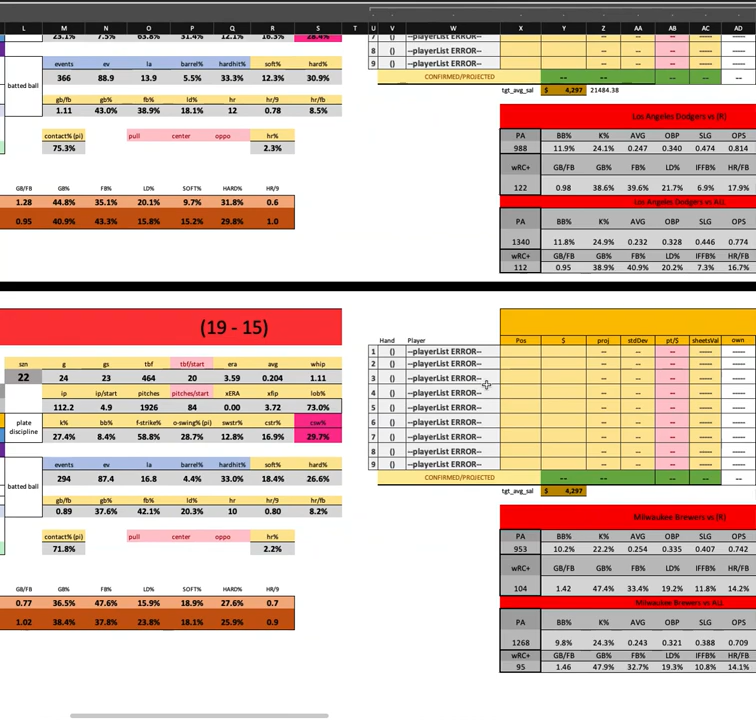 L M N O P Q R S T U V W X Y Z AA AB AC AD
23.1% 7.5% 63.8% 31.4% 12.1% 16.3% 28.4% 7 () --playerList ERROR-- -- -- -- ----- -----
8 () --playerList ERROR-- -- -- -- ----- -----
events ev la barrel% hardhit% soft% hard% 9 () --playerList ERROR-- -- -- -- ----- -----
batted ball 366 88.9 13.9 5.5% 33.3% 12.3% 30.9% CONFIRMED/PROJECTED -- -- -- --- ---
gb/fb gb% fb% ld% hr hr/9 hr/fb tgt_avg_sal $ 4,297 21484.38
1.11 43.0% 38.9% 18.1% 12 0.78 8.5% Los Angeles Dodgers vs (R)
contact% (pi) pull center oppo hr% PA BB% K% AVG OBP SLG OPS
75.3% 2.3% 988 11.9% 24.1% 0.247 0.340 0.474 0.814
wRC+ GB/FB GB% FB% LD% IFFB% HR/FB
GB/FB GB% FB% LD% SOFT% HARD% HR/9 122 0.98 38.6% 39.6% 21.7% 6.9% 17.9%
1.28 44.8% 35.1% 20.1% 9.7% 31.8% 0.6 Los Angeles Dodgers vs ALL
0.95 40.9% 43.3% 15.8% 15.2% 29.8% 1.0 PA BB% K% AVG OBP SLG OPS
1340 11.8% 24.9% 0.232 0.328 0.446 0.774
wRC+ GB/FB GB% FB% LD% IFFB% HR/FB
112 0.95 38.9% 40.9% 20.2% 7.3% 16.7%
(19 - 15)
Hand Player Pos $ proj stdDev pt/$ sheetsVal own
1 () --playerList ERROR-- -- -- -- ----- -----
szn g gs tbf tbf/start era avg whip 2 () --playerList ERROR-- -- -- -- ----- -----
22 24 23 464 20 3.59 0.204 1.11 3 () --playerList ERROR-- -- -- -- ----- -----
ip ip/start pitches pitches/start xERA xfip lob% 4 () --playerList ERROR-- -- -- -- ----- -----
112.2 4.9 1926 84 0.00 3.72 73.0% 5 () --playerList ERROR-- -- -- -- ----- -----
plate discipline k% bb% f-strike% o-swing% (pi) swstr% cstr% csw% 6 () --playerList ERROR-- -- -- -- ----- -----
27.4% 8.4% 58.8% 28.7% 12.8% 16.9% 29.7% 7 () --playerList ERROR-- -- -- -- ----- -----
8 () --playerList ERROR-- -- -- -- ----- -----
events ev la barrel% hardhit% soft% hard% 9 () --playerList ERROR-- -- -- -- ----- -----
batted ball 294 87.4 16.8 4.4% 33.0% 18.4% 26.6% CONFIRMED/PROJECTED -- -- -- --- ---
gb/fb gb% fb% ld% hr hr/9 hr/fb tgt_avg_sal $ 4,297
0.89 37.6% 42.1% 20.3% 10 0.80 8.2% Milwaukee Brewers vs (R)
contact% (pi) pull center oppo hr% PA BB% K% AVG OBP SLG OPS
71.8% 2.2% 953 10.2% 22.2% 0.254 0.335 0.407 0.742
wRC+ GB/FB GB% FB% LD% IFFB% HR/FB
GB/FB GB% FB% LD% SOFT% HARD% HR/9 104 1.42 47.4% 33.4% 19.2% 11.8% 14.2%
0.77 36.5% 47.6% 15.9% 18.9% 27.6% 0.7 Milwaukee Brewers vs ALL
1.02 38.4% 37.8% 23.8% 18.1% 25.9% 0.9 PA BB% K% AVG OBP SLG OPS
1268 9.8% 24.3% 0.243 0.321 0.388 0.709
wRC+ GB/FB GB% FB% LD% IFFB% HR/FB
95 1.46 47.9% 32.7% 19.3% 10.8% 14.1%